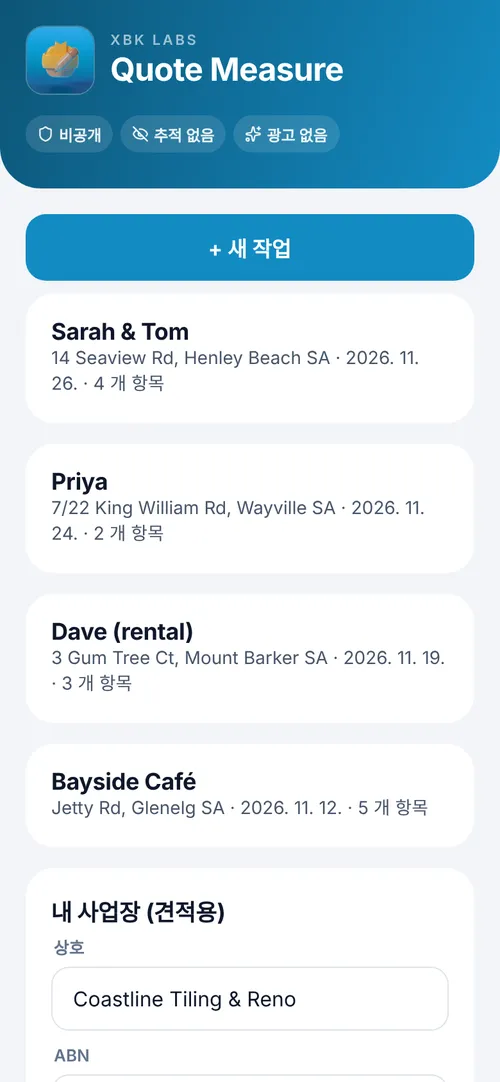 XBK LABS
Quote Measure
비공개
추적 없음
광고 없음
+ 새 작업
Sarah & Tom
14 Seaview Rd, Henley Beach SA · 2026. 11.
26. · 4 개 항목
Priya
7/22 King William Rd, Wayville SA · 2026. 11.
24. · 2 개 항목
Dave (rental)
3 Gum Tree Ct, Mount Barker SA · 2026. 11. 19.
· 3 개 항목
Bayside Café
Jetty Rd, Glenelg SA · 2026. 11. 12. · 5 개 항목
내 사업장 (견적용)
상호
Coastline Tiling & Reno
ABN